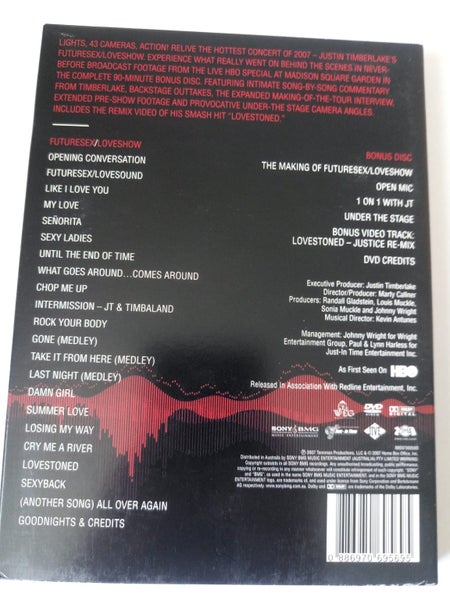 LIGHTS, 43 CAMERAS, ACTION! RELIVE THE HOTTEST CONCERT OF 2007 – JUSTIN TIMBERLAKE'S
FUTURESEX/LOVESHOW. EXPERIENCE WHAT REALLY WENT ON BEHIND THE SCENES IN NEVER-
BEFORE BROADCAST FOOTAGE FROM THE LIVE HBO SPECIAL AT MADISON SQUARE GARDEN IN
THE COMPLETE 90-MINUTE BONUS DISC. FEATURING INTIMATE SONG-BY-SONG COMMENTARY
FROM TIMBERLAKE, BACKSTAGE OUTTAKES, THE EXPANDED MAKING-OF-THE-TOUR INTERVIEW,
EXTENDED PRE-SHOW FOOTAGE AND PROVOCATIVE UNDER-THE STAGE CAMERA ANGLES.
INCLUDES THE REMIX VIDEO OF HIS SMASH HIT "LOVESTONED."
FUTURESEX/LOVESHOW
OPENING CONVERSATION
FUTURESEX/LOVESOUND
LIKE I LOVE YOU
MY LOVE
SEÑORITA
SEXY LADIES
UNTIL THE END OF TIME
WHAT GOES AROUND...COMES AROUND
CHOP ME UP
INTERMISSION – JT & TIMBALAND
ROCK YOUR BODY
GONE (MEDLEY)
TAKE IT FROM HERE (MEDLEY)
LAST NIGHT (MEDLEY)
DAMN GIRL
SUMMER LOVE
LOSING MY WAY
CRY ME A RIVER
LOVESTONED
SEXYBACK
(ANOTHER SONG) ALL OVER AGAIN
GOODNIGHTS & CREDITS
BONUS DISC
THE MAKING OF FUTURESEX/LOVESHOW
OPEN MIC
1 ON 1 WITH JT
UNDER THE STAGE
BONUS VIDEO TRACK:
LOVESTONED – JUSTICE RE-MIX
DVD CREDITS
Executive Producer: Justin Timberlake
Director/Producer: Marty Callner
Producers: Randall Gladstein, Louis Muckle,
Sonia Muckle and Johnny Wright
Musical Director: Kevin Antunes
Management: Johnny Wright for Wright
Entertainment Group, Paul & Lynn Harless for
Just-In Time Entertainment Inc.
As First Seen On HBO
Released In Association With Redline Entertainment, Inc.
WEG
DVD
DOLBY
DIGITAL
SONY BMG
MUSIC ENTERTAINMENT
LIVE